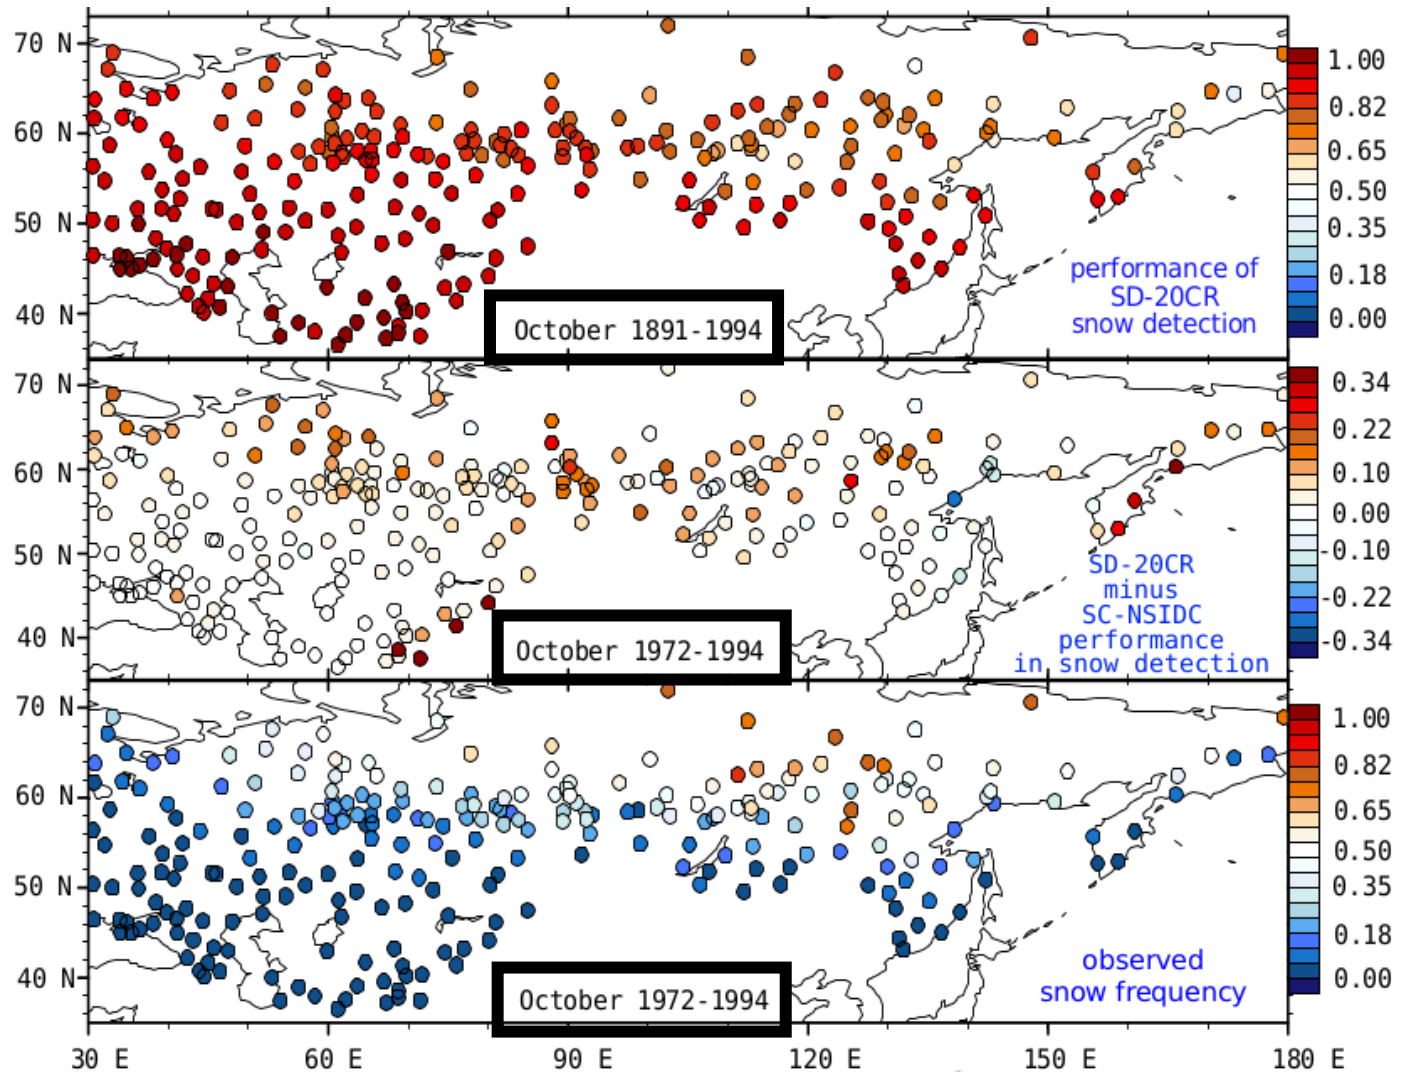 70 N
60 N
50 N
40 N
October 1891-1994
performance of
SD-20CR
snow detection
1.00
0.82
0.65
0.50
0.35
0.18
0.00
70 N
60 N
50 N
40 N
October 1972-1994
SD-20CR
minus
SC-NSIDC
performance
in snow detection
0.34
0.22
0.10
0.00
-0.10
-0.22
-0.34
70 N
60 N
50 N
40 N
October 1972-1994
observed
snow frequency
1.00
0.82
0.65
0.50
0.35
0.18
0.00
30 E 60 E 90 E 120 E 150 E 180 E